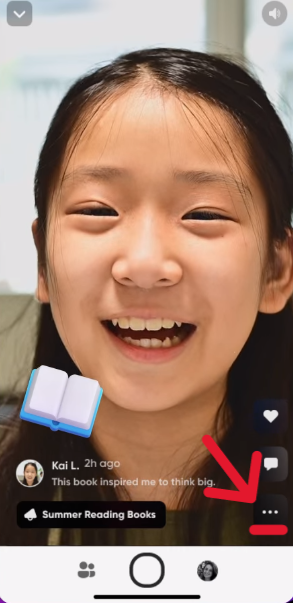 Kai L. 2h ago
This book inspired me to think big.
Summer Reading Books